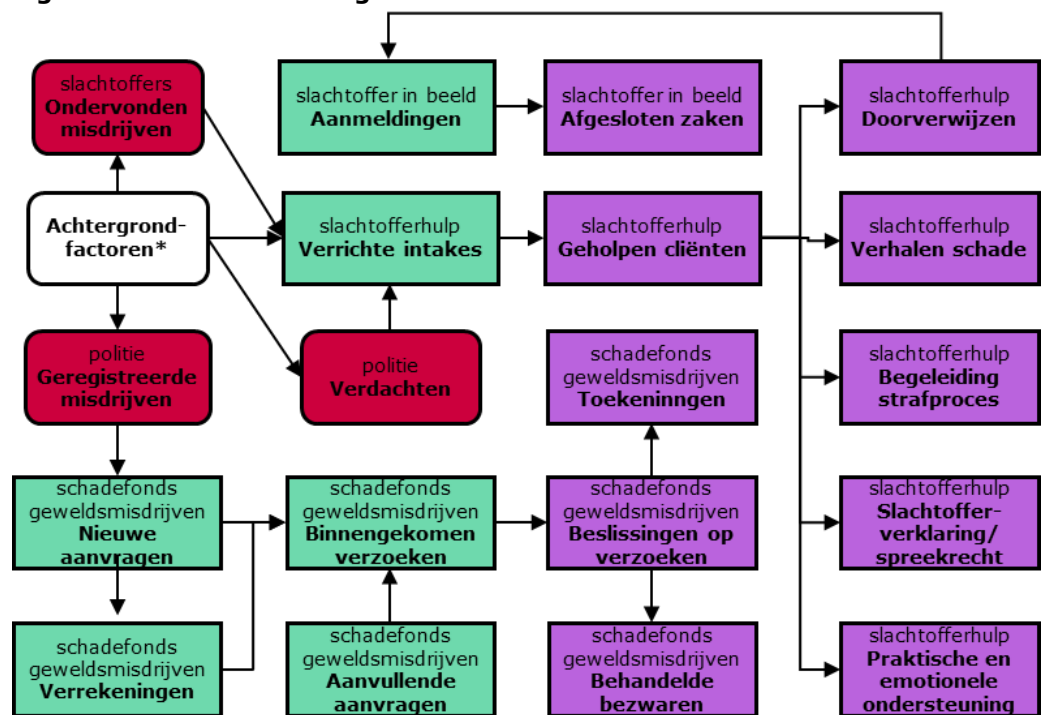 slachtoffers
Ondervonden
misdrijven
slachtoffer in beeld
Aanmeldingen
slachtoffer in beeld
Afgesloten zaken
slachtofferhulp
Doorverwijzen
Achtergrond-
factoren*
slachtofferhulp
Verrichte intakes
slachtofferhulp
Geholpen cliënten
slachtofferhulp
Verhalen schade
politie
Geregistreerde
misdrijven
politie
Verdachten
schadefonds
geweldsmisdrijven
Toekeninngen
slachtofferhulp
Begeleiding
strafproces
schadefonds
geweldsmisdrijven
Nieuwe
aanvragen
schadefonds
geweldsmisdrijven
Binnengekomen
verzoeken
schadefonds
geweldsmisdrijven
Beslissingen op
verzoeken
slachtofferhulp
Slachtoffer-
verklaring/
spreekrecht
schadefonds
geweldsmisdrijven
Verrekeningen
schadefonds
geweldsmisdrijven
Aanvullende
aanvragen
schadefonds
geweldsmisdrijven
Behandelde
bezwaren
slachtofferhulp
Praktische en
emotionele
ondersteuning